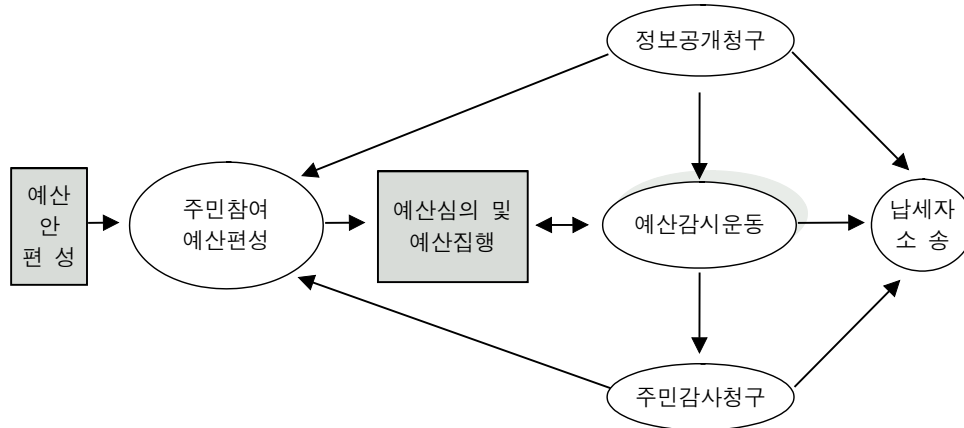 정보공개청구
예산
안
편 성
주민참여
예산편성
예산심의 및
예산집행
예산감시운동
납세자
소 송
주민감사청구